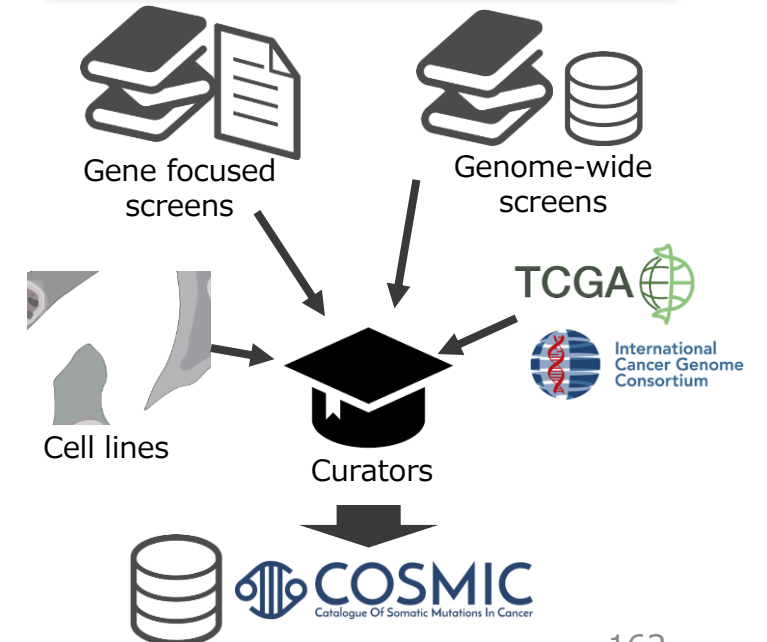 Gene focused
screens
Genome-wide
screens
TCGA
International
Cancer Genome
Consortium
Cell lines
Curators
COSMIC
Catalogue Of Somatic Mutations In Cancer